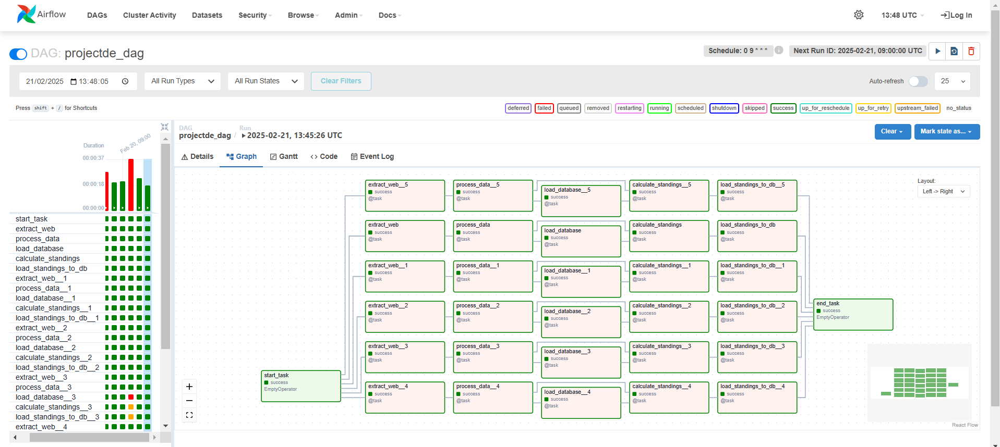 Airflow DAGs Cluster Activity Datasets Security Browse Admin Docs 13:48 UTC Log In
DAG: projectde_dag
Schedule: 0 9 * * * Next Run ID: 2025-02-21, 09:00:00 UTC
21/02/2025 13:48:05 All Run Types All Run States Clear Filters Auto-refresh 25
Press shift + / for Shortcuts
deferred failed queued removed restarting running scheduled shutdown skipped success up_for_reschedule up_for_retry upstream_failed no_status
Duration
Feb 20, 09:00
00:00:37
00:00:18
00:00:00
start_task
extract_web
process_data
load_database
calculate_standings
load_standings_to_db
extract_web__1
process_data__1
load_database__1
calculate_standings__1
load_standings_to_db__1
extract_web__2
process_data__2
load_database__2
calculate_standings__2
load_standings_to_db__2
extract_web__3
process_data__3
load_database__3
calculate_standings__3
load_standings_to_db__3
extract_web__4
DAG Run
projectde_dag / 2025-02-21, 13:45:26 UTC
Clear Mark state as...
Details Graph Gantt Code Event Log
Layout:
Left -> Right
extract_web__5
success
@task
process_data__5
success
@task
load_database__5
success
@task
calculate_standings__5
success
@task
load_standings_to_db__5
success
@task
extract_web
success
@task
process_data
success
@task
load_database
success
@task
calculate_standings
success
@task
load_standings_to_db
success
@task
extract_web__1
success
@task
process_data__1
success
@task
load_database__1
success
@task
calculate_standings__1
success
@task
load_standings_to_db__1
success
@task
extract_web__2
success
@task
process_data__2
success
@task
load_database__2
success
@task
calculate_standings__2
success
@task
load_standings_to_db__2
success
@task
end_task
success
EmptyOperator
extract_web__3
success
@task
process_data__3
success
@task
load_database__3
success
@task
calculate_standings__3
success
@task
load_standings_to_db__3
success
@task
start_task
success
EmptyOperator
extract_web__4
success
@task
process_data__4
success
@task
load_database__4
success
@task
calculate_standings__4
success
@task
load_standings_to_db__4
success
@task
React Flow